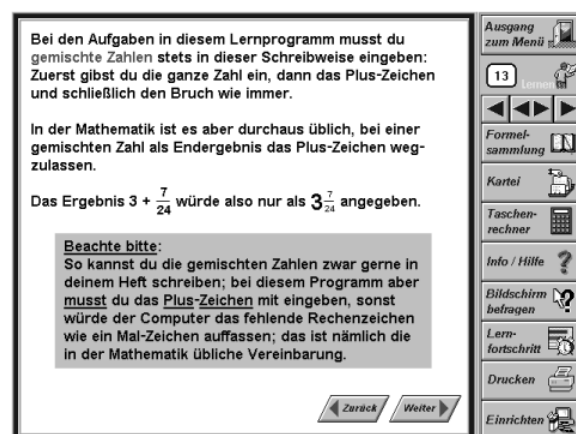 Bei den Aufgaben in diesem Lernprogramm musst du
gemischte Zahlen stets in dieser Schreibweise eingeben:
Zuerst gibst du die ganze Zahl ein, dann das Plus-Zeichen
und schließlich den Bruch wie immer.
In der Mathematik ist es aber durchaus üblich, bei einer
gemischten Zahl als Endergebnis das Plus-Zeichen weg-
zulassen.
Das Ergebnis 3 + 7/24 würde also nur als 3 7/24 angegeben.
Beachte bitte:
So kannst du die gemischten Zahlen zwar gerne in
deinem Heft schreiben; bei diesem Programm aber
musst du das Plus-Zeichen mit eingeben, sonst
würde der Computer das fehlende Rechenzeichen
wie ein Mal-Zeichen auffassen; das ist nämlich die
in der Mathematik übliche Vereinbarung.
Zurück
Weiter
Ausgang
zum Menü
13
Lernen
Formel-
sammlung
Kartei
Taschen-
rechner
Info / Hilfe
Bildschirm
befragen
Lern-
fortschritt
Drucken
Einrichten